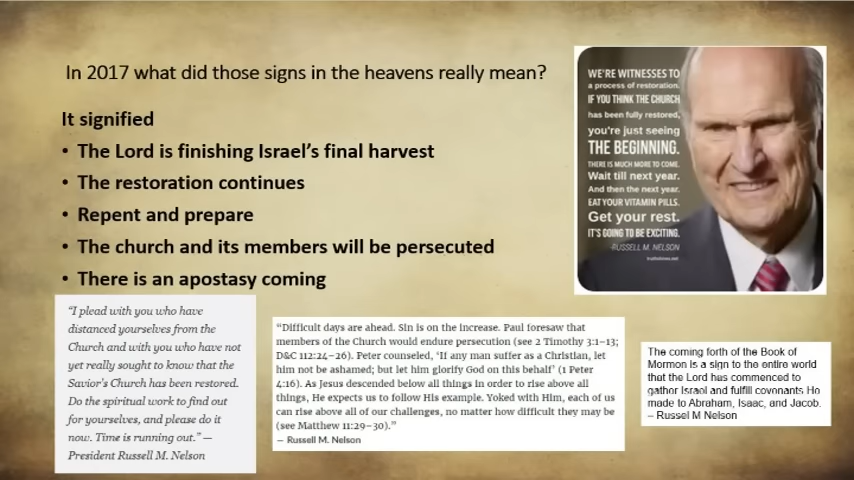 In 2017 what did those signs in the heavens really mean?
It signified
• The Lord is finishing Israel's final harvest
• The restoration continues
• Repent and prepare
• The church and its members will be persecuted
• There is an apostasy coming
WE'RE WITNESSES TO
a process of restoration.
IF YOU THINK THE CHURCH
has been fully restored,
you're just seeing
THE BEGINNING.
THERE IS MUCH MORE TO COME.
Wait till next year.
And then the next year.
EAT YOUR VITAMIN PILLS.
Get your rest.
IT'S GOING TO BE EXCITING.
-RUSSELL M. NELSON
"I plead with you who have
distanced yourselves from the
Church and with you who have not
yet really sought to know that the
Savior's Church has been restored.
Do the spiritual work to find out
for yourselves, and please do it
now. Time is running out." —
President Russell M. Nelson
"Difficult days are ahead. Sin is on the increase. Paul foresaw that
members of the Church would endure persecution (see 2 Timothy 3:1–13;
D&C 112:24–26). Peter counseled, 'If any man suffer as a Christian, let
him not be ashamed; but let him glorify God on this behalf' (1 Peter
4:16). As Jesus descended below all things in order to rise above all
things, He expects us to follow His example. Yoked with Him, each of us
can rise above all of our challenges, no matter how difficult they may be
(see Matthew 11:29–30)."
– Russell M. Nelson
The coming forth of the Book of
Mormon is a sign to the entire world
that the Lord has commenced to
gather Israel and fulfill covenants He
made to Abraham, Isaac, and Jacob.
– Russel M Nelson